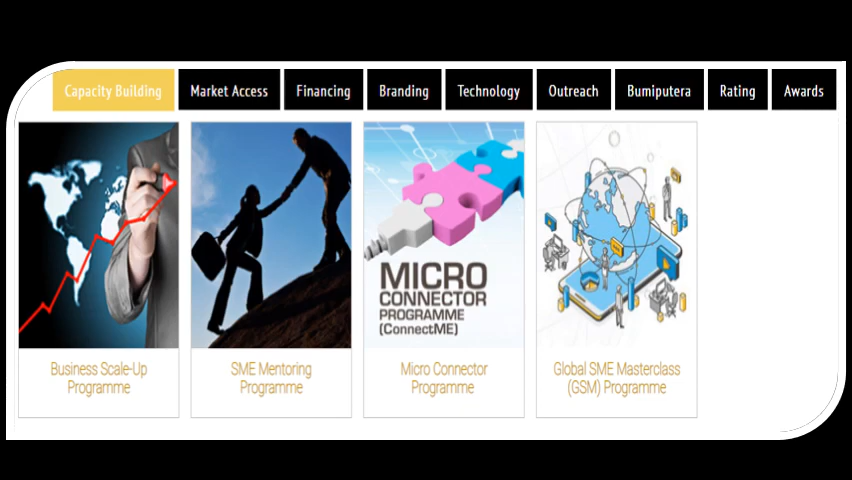 Capacity Building Market Access Financing Branding Technology Outreach Bumiputera Rating Awards
MICRO
CONNECTOR
PROGRAMME
(ConnectME)
Business Scale-Up
Programme
SME Mentoring
Programme
Micro Connector
Programme
Global SME Masterclass
(GSM) Programme